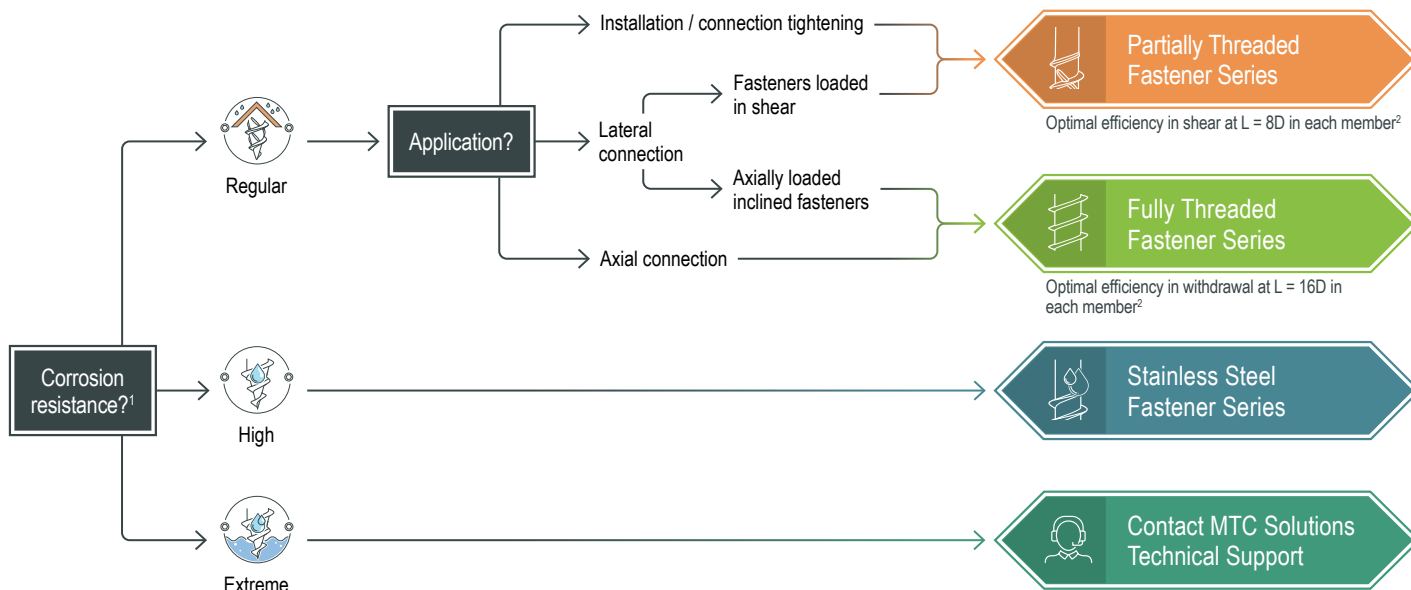 Installation / connection tightening
Partially Threaded
Fastener Series
Fasteners loaded
in shear
Optimal efficiency in shear at L = 8D in each member²
Application?
Lateral
connection
Regular
Axially loaded
inclined fasteners
Fully Threaded
Fastener Series
Axial connection
Optimal efficiency in withdrawal at L = 16D in
each member²
Corrosion
resistance?¹
High
Stainless Steel
Fastener Series
Extreme
Contact MTC Solutions
Technical Support